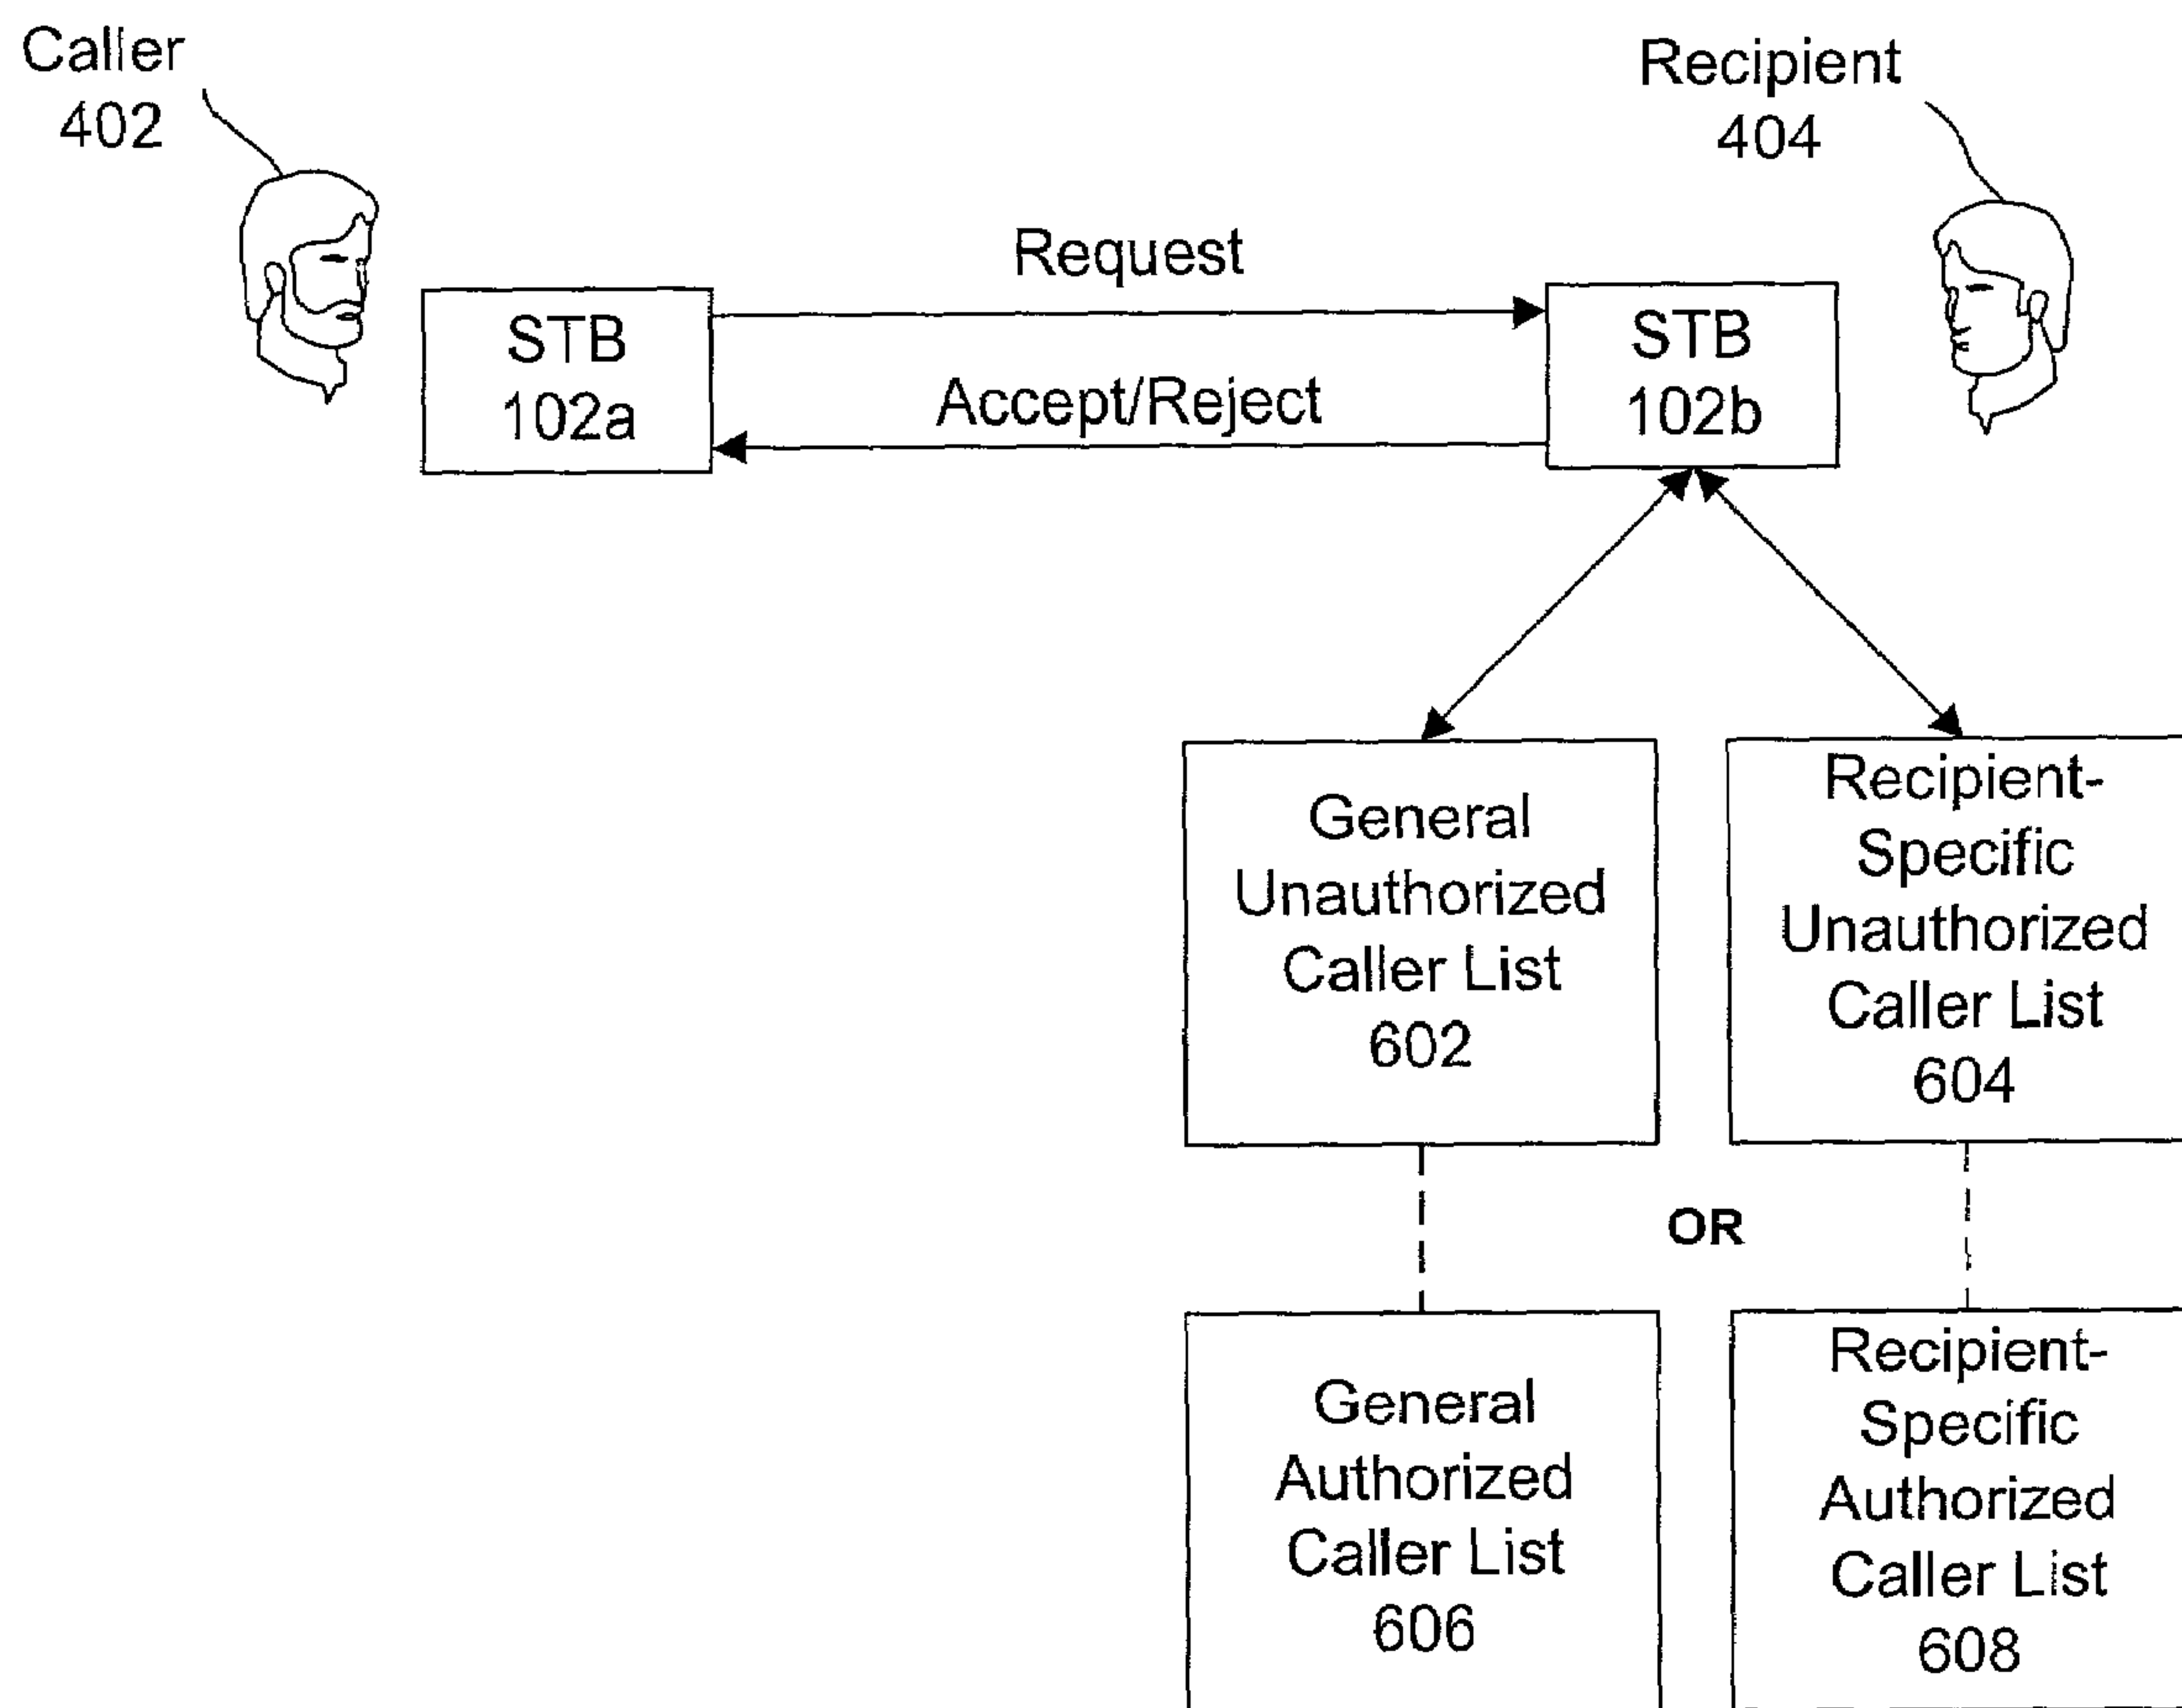 Caller
402
Recipient
404
Request
STB
102a
Accept/Reject
STB
102b
General
Unauthorized
Caller List
602
Recipient-
Specific
Unauthorized
Caller List
604
OR
General
Authorized
Caller List
606
Recipient-
Specific
Authorized
Caller List
608